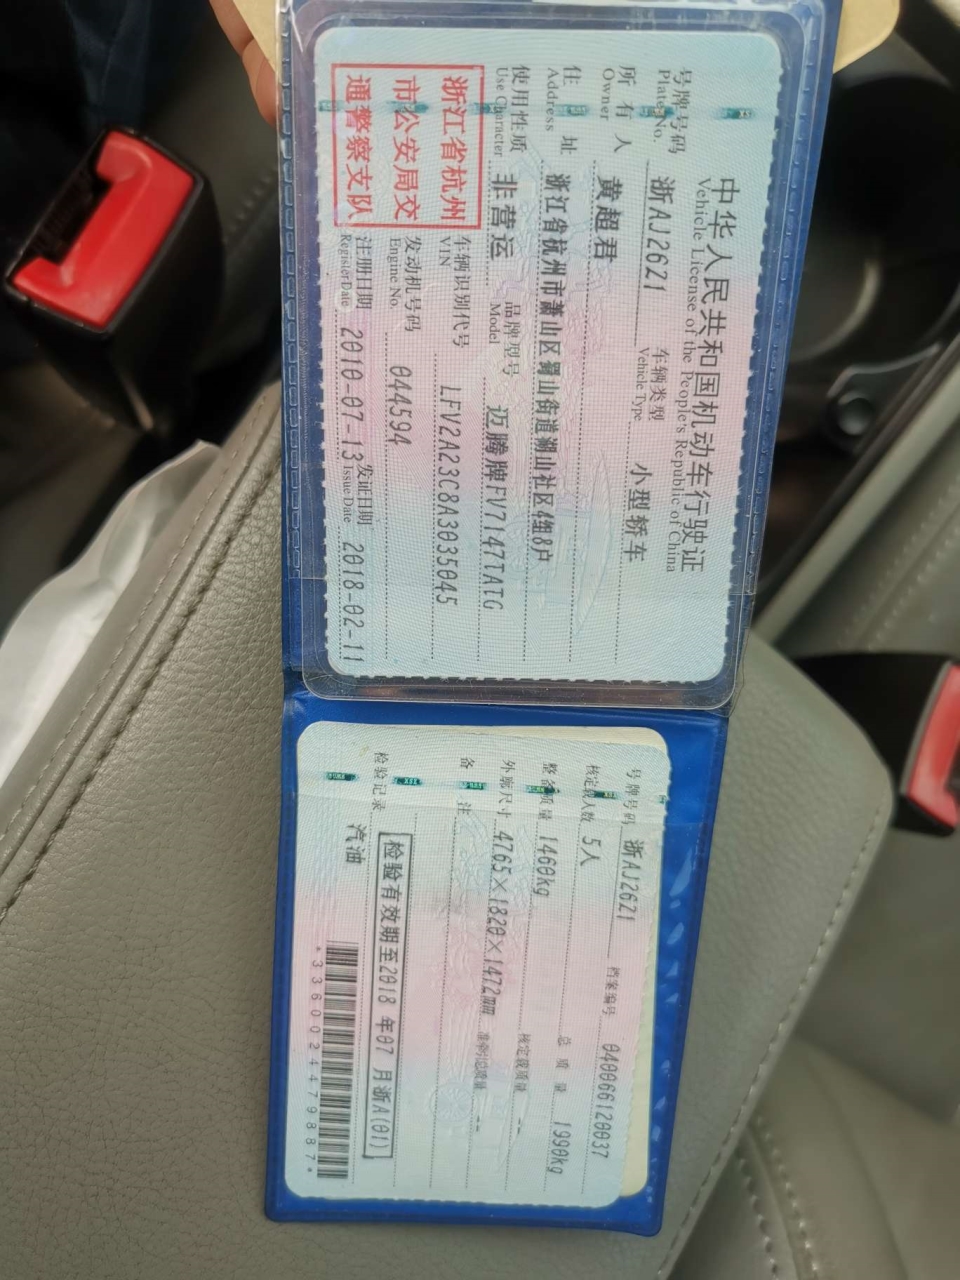 中华人民共和国机动车行驶证
Vehicle License of the People's Republic of China
号牌号码 浙AJ26Z1 车辆类型 小型轿车
Plate No. Vehicle Type
所有人 黄超君
Owner
住址 浙江省杭州市萧山区蜀山街道湖山社区4组8户
Address
使用性质 非营运 品牌型号 迈腾牌FV7147TATG
Use Character Model
浙江省杭州
市公安局交
通警察支队
车辆识别代号 LFV2A23C8A3035045
VIN
发动机号码 044594
Engine No.
注册日期 2010-07-13 发证日期 2018-02-11
Register Date Issue Date
号牌号码 浙AJ26Z1 档案编号 040066120037
核定载人数 5人 总质量 1990kg
整备质量 1460kg 核定载质量 --
外廓尺寸 4765×1820×1472mm 准牵引总质量 --
备注
检验有效期至2018年07月浙A(01)
检验记录
汽油
*3360024479887*